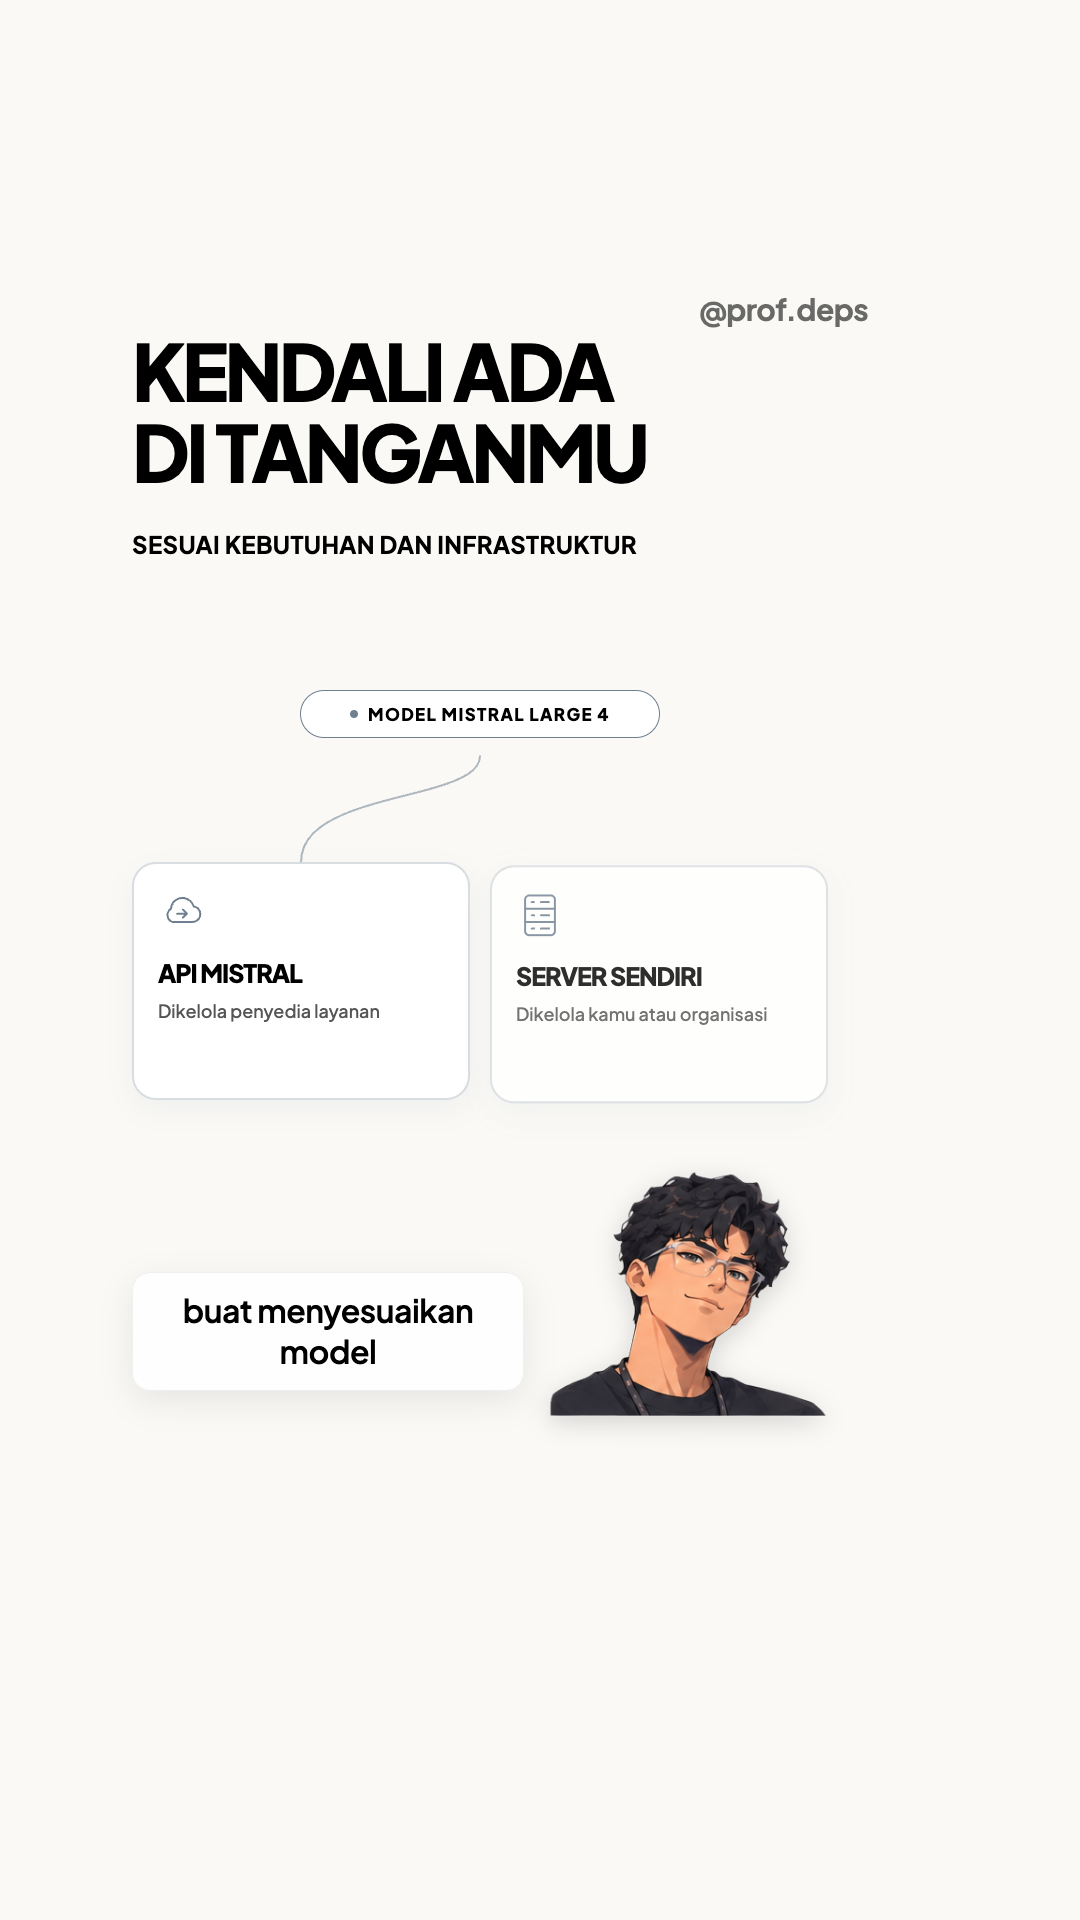 @prof.deps
KENDALI ADA
DI TANGANMU
SESUAI KEBUTUHAN DAN INFRASTRUKTUR
MODEL MISTRAL LARGE 4
API MISTRAL
Dikelola penyedia layanan
SERVER SENDIRI
Dikelola kamu atau organisasi
buat menyesuaikan
model